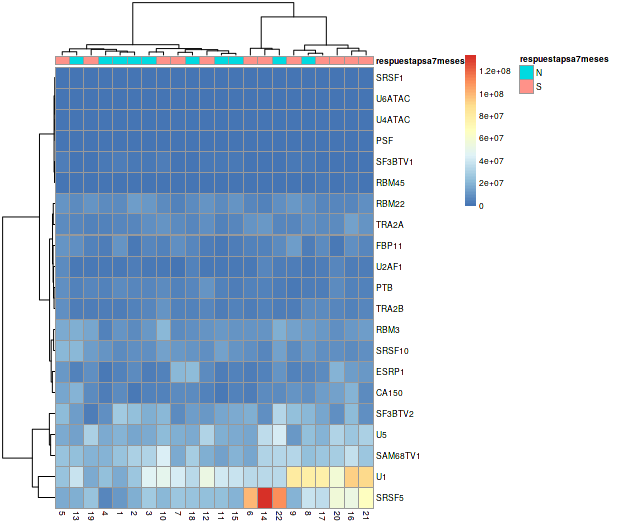 respuestapsa7meses
respuestapsa7meses
N
S
1.2e+08
1e+08
8e+07
6e+07
4e+07
2e+07
0
SRSF1
U6ATAC
U4ATAC
PSF
SF3BTV1
RBM45
RBM22
TRA2A
FBP11
U2AF1
PTB
TRA2B
RBM3
SRSF10
ESRP1
CA150
SF3BTV2
U5
SAM68TV1
U1
SRSF5
5 13 19 4 1 2 3 10 7 18 12 11 15 6 14 22 9 8 17 20 16 21